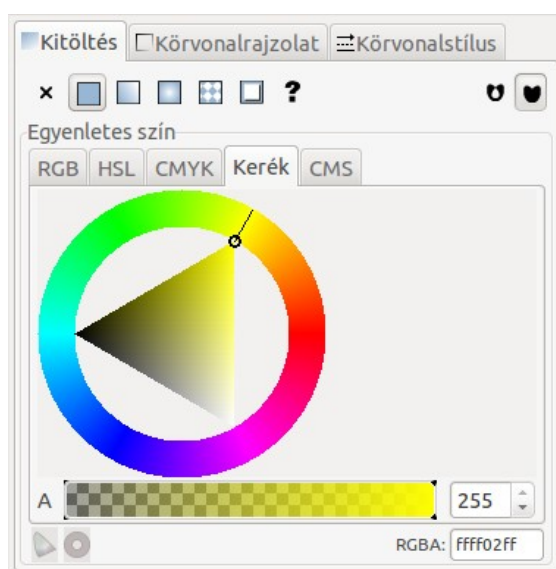 Kitöltés Körvonalrajzolat Körvonalstílus
?
Egyenletes szín
RGB HSL CMYK Kerék CMS
A 255
RGBA: ffff02ff